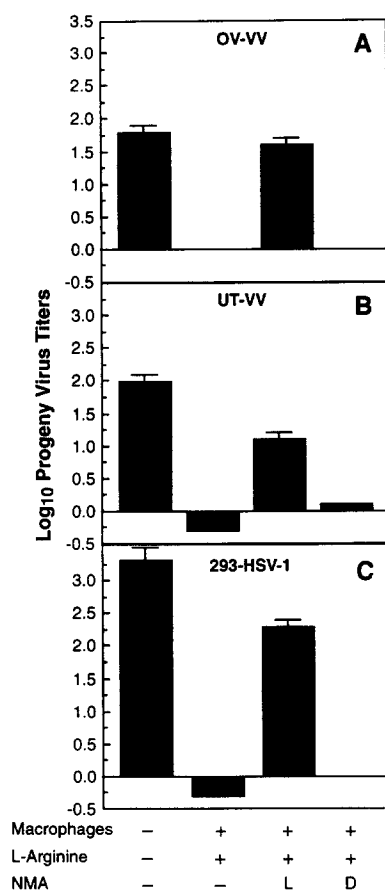 OV-VV
A
3.5
3.0
2.5
2.0
1.5
1.0
0.5
0.0
-0.5
UT-VV
B
3.0
2.5
2.0
1.5
1.0
0.5
0.0
-0.5
293-HSV-1
C
3.0
2.5
2.0
1.5
1.0
0.5
0.0
-0.5
Log10 Progeny Virus Titers
Macrophages − + + +
L-Arginine − + + +
NMA − − L D